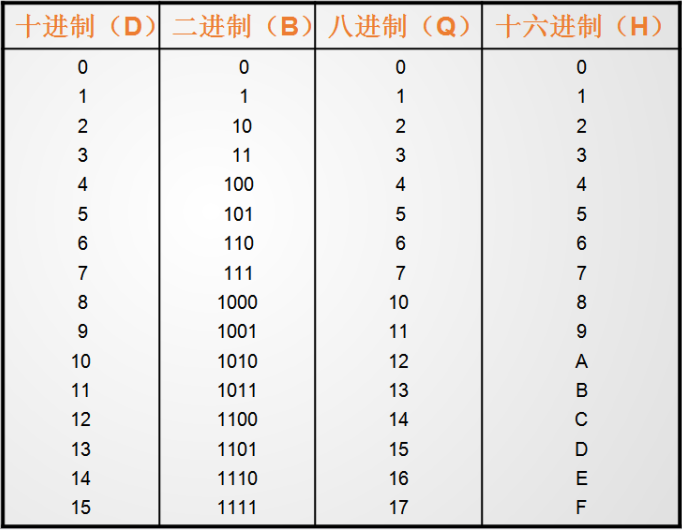 十进制（D） 二进制（B） 八进制（Q） 十六进制（H）
0 0 0 0
1 1 1 1
2 10 2 2
3 11 3 3
4 100 4 4
5 101 5 5
6 110 6 6
7 111 7 7
8 1000 10 8
9 1001 11 9
10 1010 12 A
11 1011 13 B
12 1100 14 C
13 1101 15 D
14 1110 16 E
15 1111 17 F